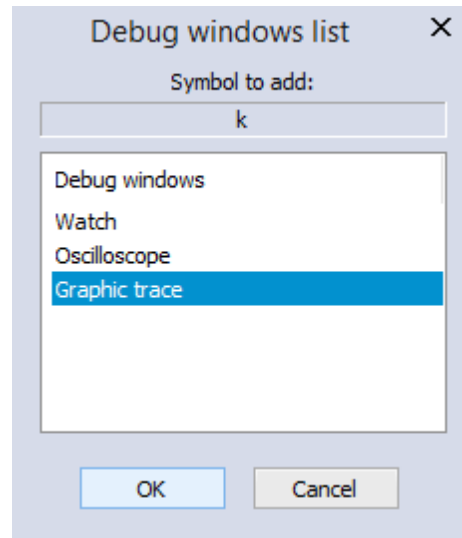 Debug windows list
Symbol to add:
k
Debug windows
Watch
Oscilloscope
Graphic trace
OK Cancel